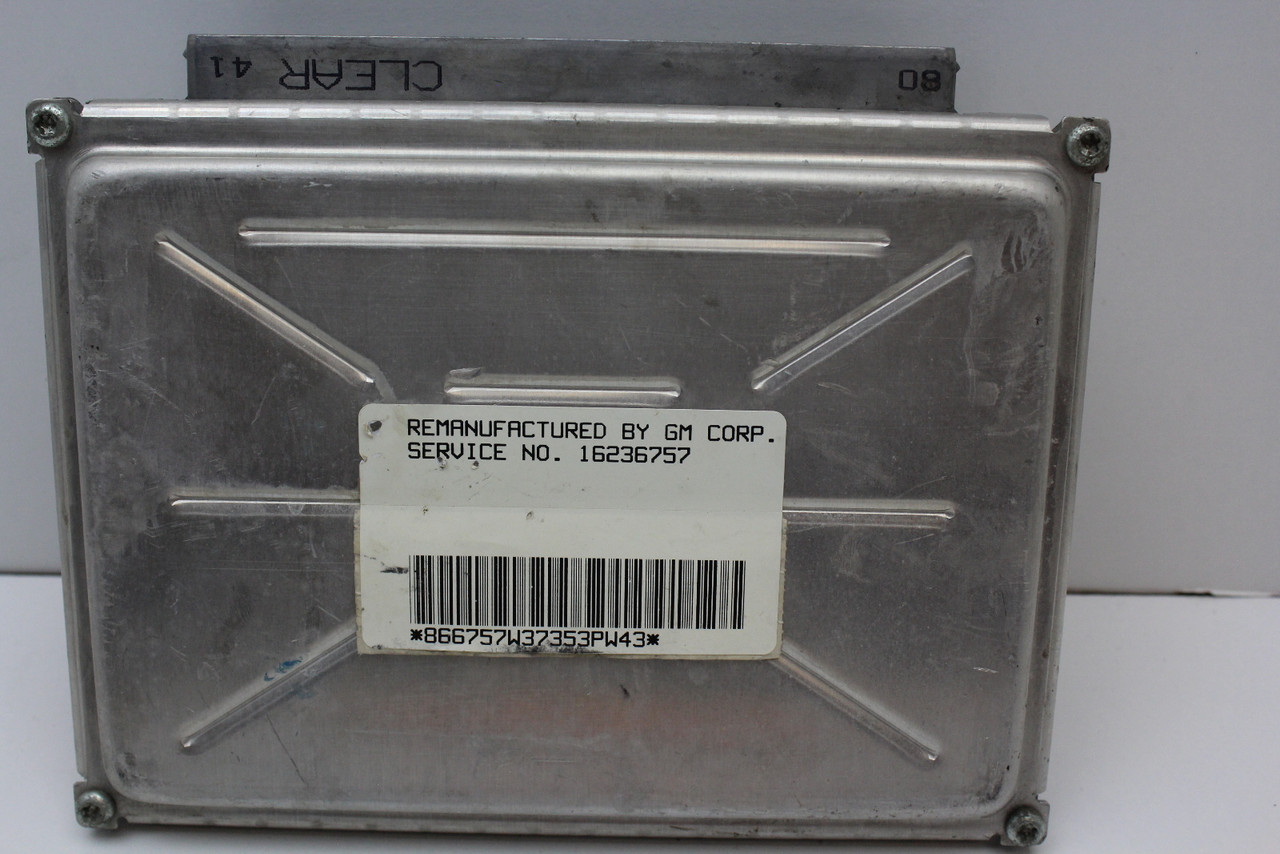 41 CLEAR 80
REMANUFACTURED BY GM CORP.
SERVICE NO. 16236757
*866757W37353PW43*